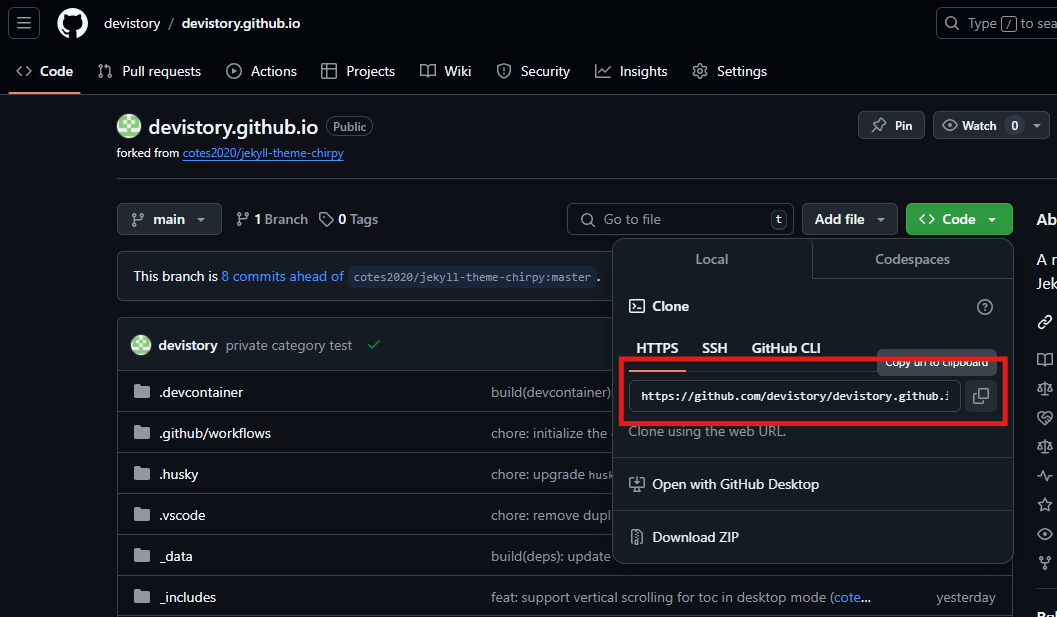 devistory / devistory.github.io
Type / to sea
Code Pull requests Actions Projects Wiki Security Insights Settings
devistory.github.io Public
Pin Watch 0
forked from cotes2020/jekyll-theme-chirpy
main 1 Branch 0 Tags
Go to file t
Add file
Code
Ab
Local Codespaces
A r
Jek
This branch is 8 commits ahead of cotes2020/jekyll-theme-chirpy:master .
Clone
HTTPS SSH GitHub CLI
Copy url to clipboard
https://github.com/devistory/devistory.github.i
Clone using the web URL.
Open with GitHub Desktop
Download ZIP
devistory private category test
.devcontainer build(devcontainer)
.github/workflows chore: initialize the
.husky chore: upgrade husk
.vscode chore: remove dupl
_data build(deps): update
_includes feat: support vertical scrolling for toc in desktop mode (cote... yesterday